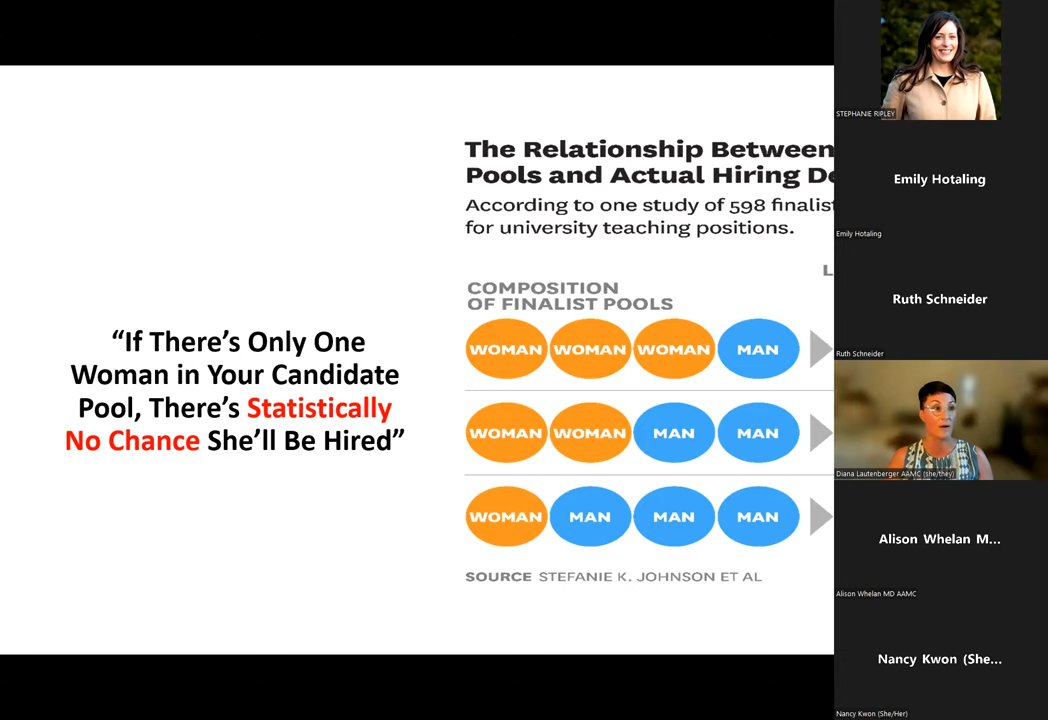 “If There’s Only One
Woman in Your Candidate
Pool, There’s Statistically
No Chance She’ll Be Hired”
The Relationship Between
Pools and Actual Hiring De
According to one study of 598 finalist
for university teaching positions.
L
COMPOSITION
OF FINALIST POOLS
WOMAN WOMAN WOMAN MAN
WOMAN WOMAN MAN MAN
WOMAN MAN MAN MAN
SOURCE STEFANIE K. JOHNSON ET AL
STEPHANIE RIPLEY
Emily Hotaling
Emily Hotaling
Ruth Schneider
Ruth Schneider
Diana Lautenberger AAMC (she/they)
Alison Whelan M...
Alison Whelan MD AAMC
Nancy Kwon (She...
Nancy Kwon (She/Her)